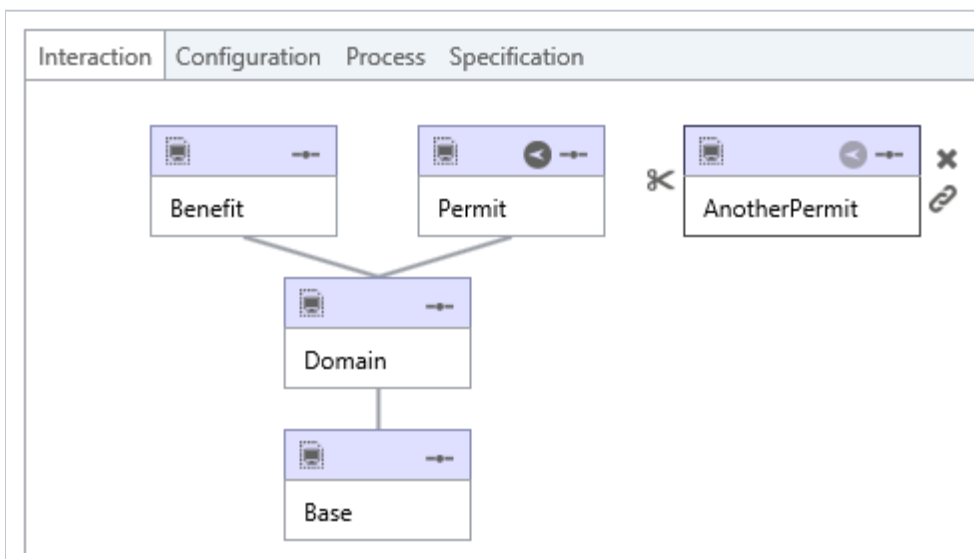 Interaction Configuration Process Specification
Benefit Permit AnotherPermit
Domain
Base